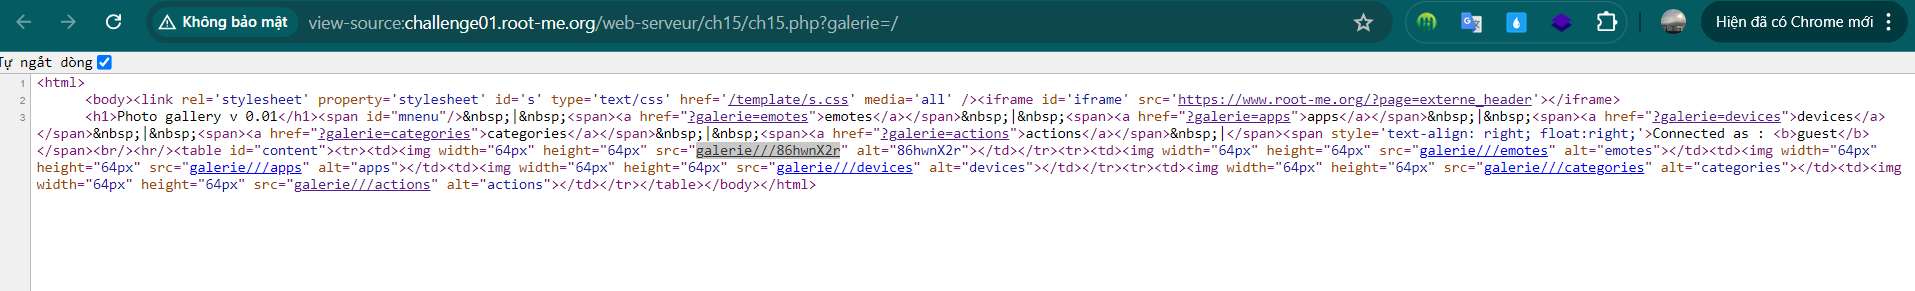 Không bảo mật
view-source:challenge01.root-me.org/web-serveur/ch15/ch15.php?galerie=/
Hiện đã có Chrome mới
Tự ngắt dòng
1 <html>
2 <body><link rel='stylesheet' property='stylesheet' id='s' type='text/css' href='/template/s.css' media='all' /><iframe id='iframe' src='https://www.root-me.org/?page=externe_header'></iframe>
3 <h1>Photo gallery v 0.01</h1><span id="mnenu"/>&nbsp;|&nbsp;<span><a href="?galerie=emotes">emotes</a></span>&nbsp;|&nbsp;<span><a href="?galerie=apps">apps</a></span>&nbsp;|&nbsp;<span><a href="?galerie=devices">devices</a>
</span>&nbsp;|&nbsp;<span><a href="?galerie=categories">categories</a></span>&nbsp;|&nbsp;<span><a href="?galerie=actions">actions</a></span>&nbsp;|</span><span style='text-align: right; float:right;'>Connected as : <b>guest</b>
</span><br/><hr/><table id="content"><tr><td><img width="64px" height="64px" src="galerie///86hwnX2r" alt="86hwnX2r"></td></tr><tr><td><img width="64px" height="64px" src="galerie///emotes" alt="emotes"></td><td><img width="64px"
height="64px" src="galerie///apps" alt="apps"></td><td><img width="64px" height="64px" src="galerie///devices" alt="devices"></td></tr><tr><td><img width="64px" height="64px" src="galerie///categories" alt="categories"></td><td><img
width="64px" height="64px" src="galerie///actions" alt="actions"></td></tr></table></body></html>